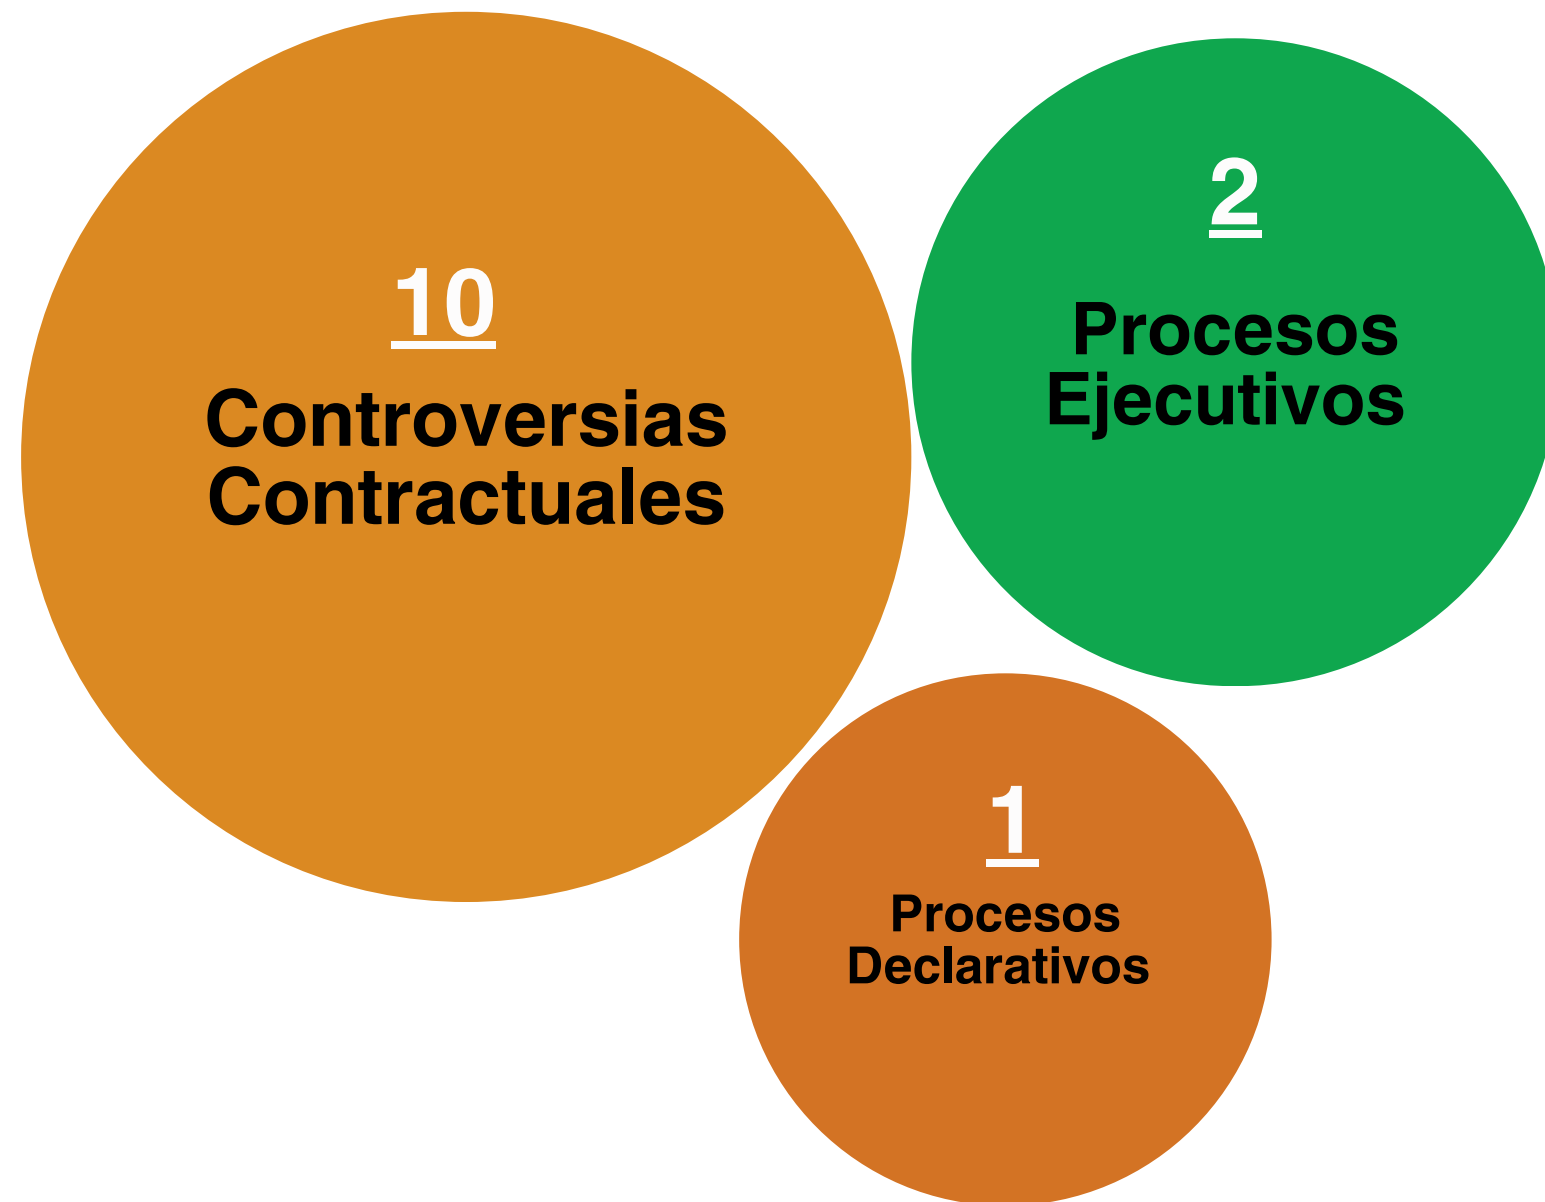 10
Controversias
Contractuales
2
Procesos
Ejecutivos
1
Procesos
Declarativos